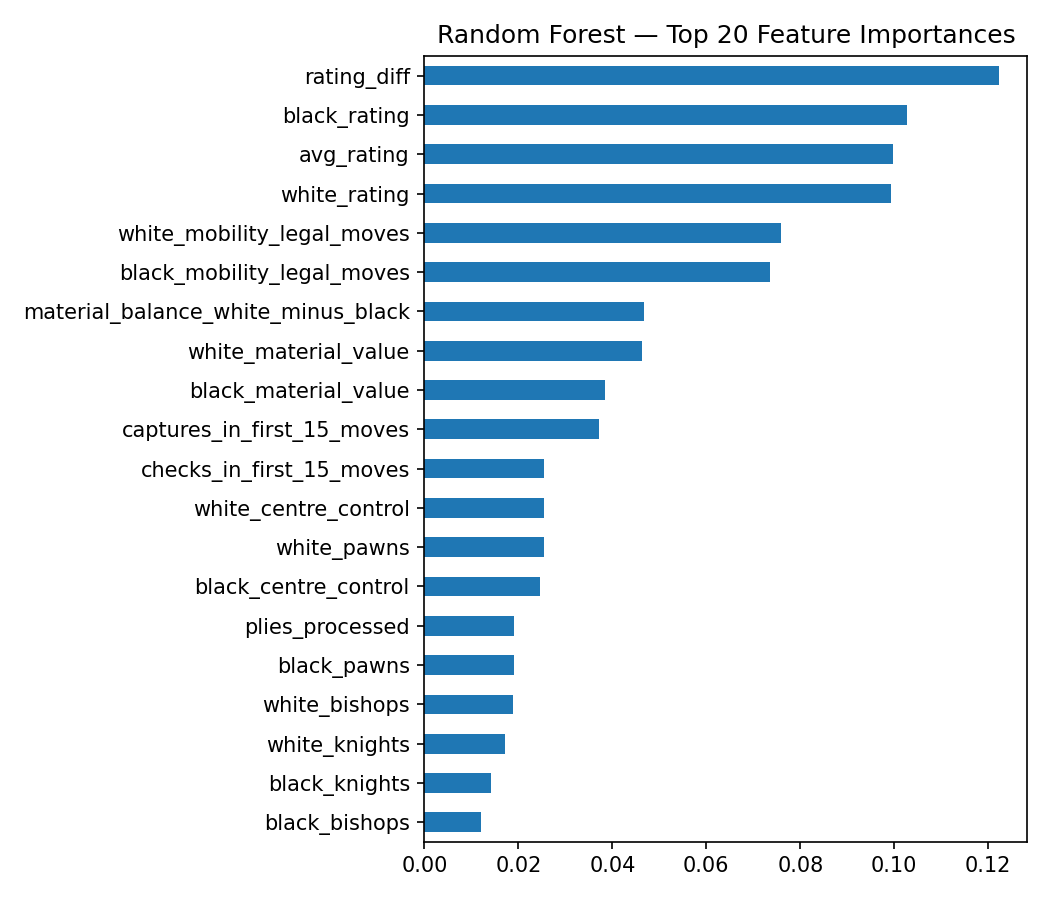 Random Forest — Top 20 Feature Importances
rating_diff
black_rating
avg_rating
white_rating
white_mobility_legal_moves
black_mobility_legal_moves
material_balance_white_minus_black
white_material_value
black_material_value
captures_in_first_15_moves
checks_in_first_15_moves
white_centre_control
white_pawns
black_centre_control
plies_processed
black_pawns
white_bishops
white_knights
black_knights
black_bishops
0.00 0.02 0.04 0.06 0.08 0.10 0.12